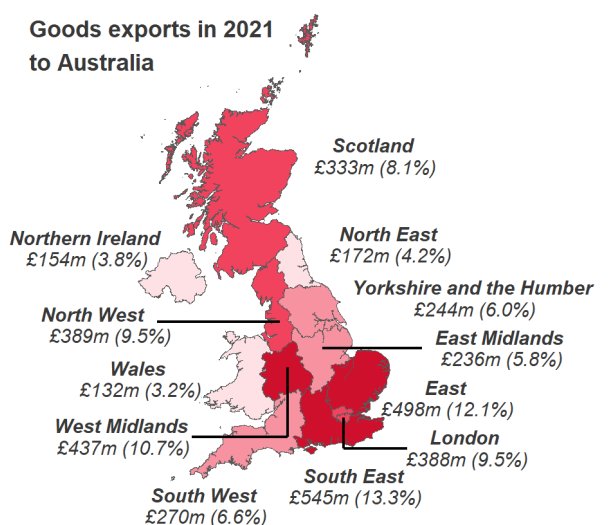 Goods exports in 2021
to Australia
Scotland
£333m (8.1%)
Northern Ireland
£154m (3.8%)
North East
£172m (4.2%)
Yorkshire and the Humber
£244m (6.0%)
North West
£389m (9.5%)
East Midlands
£236m (5.8%)
Wales
£132m (3.2%)
East
£498m (12.1%)
West Midlands
£437m (10.7%)
London
£388m (9.5%)
South East
£545m (13.3%)
South West
£270m (6.6%)